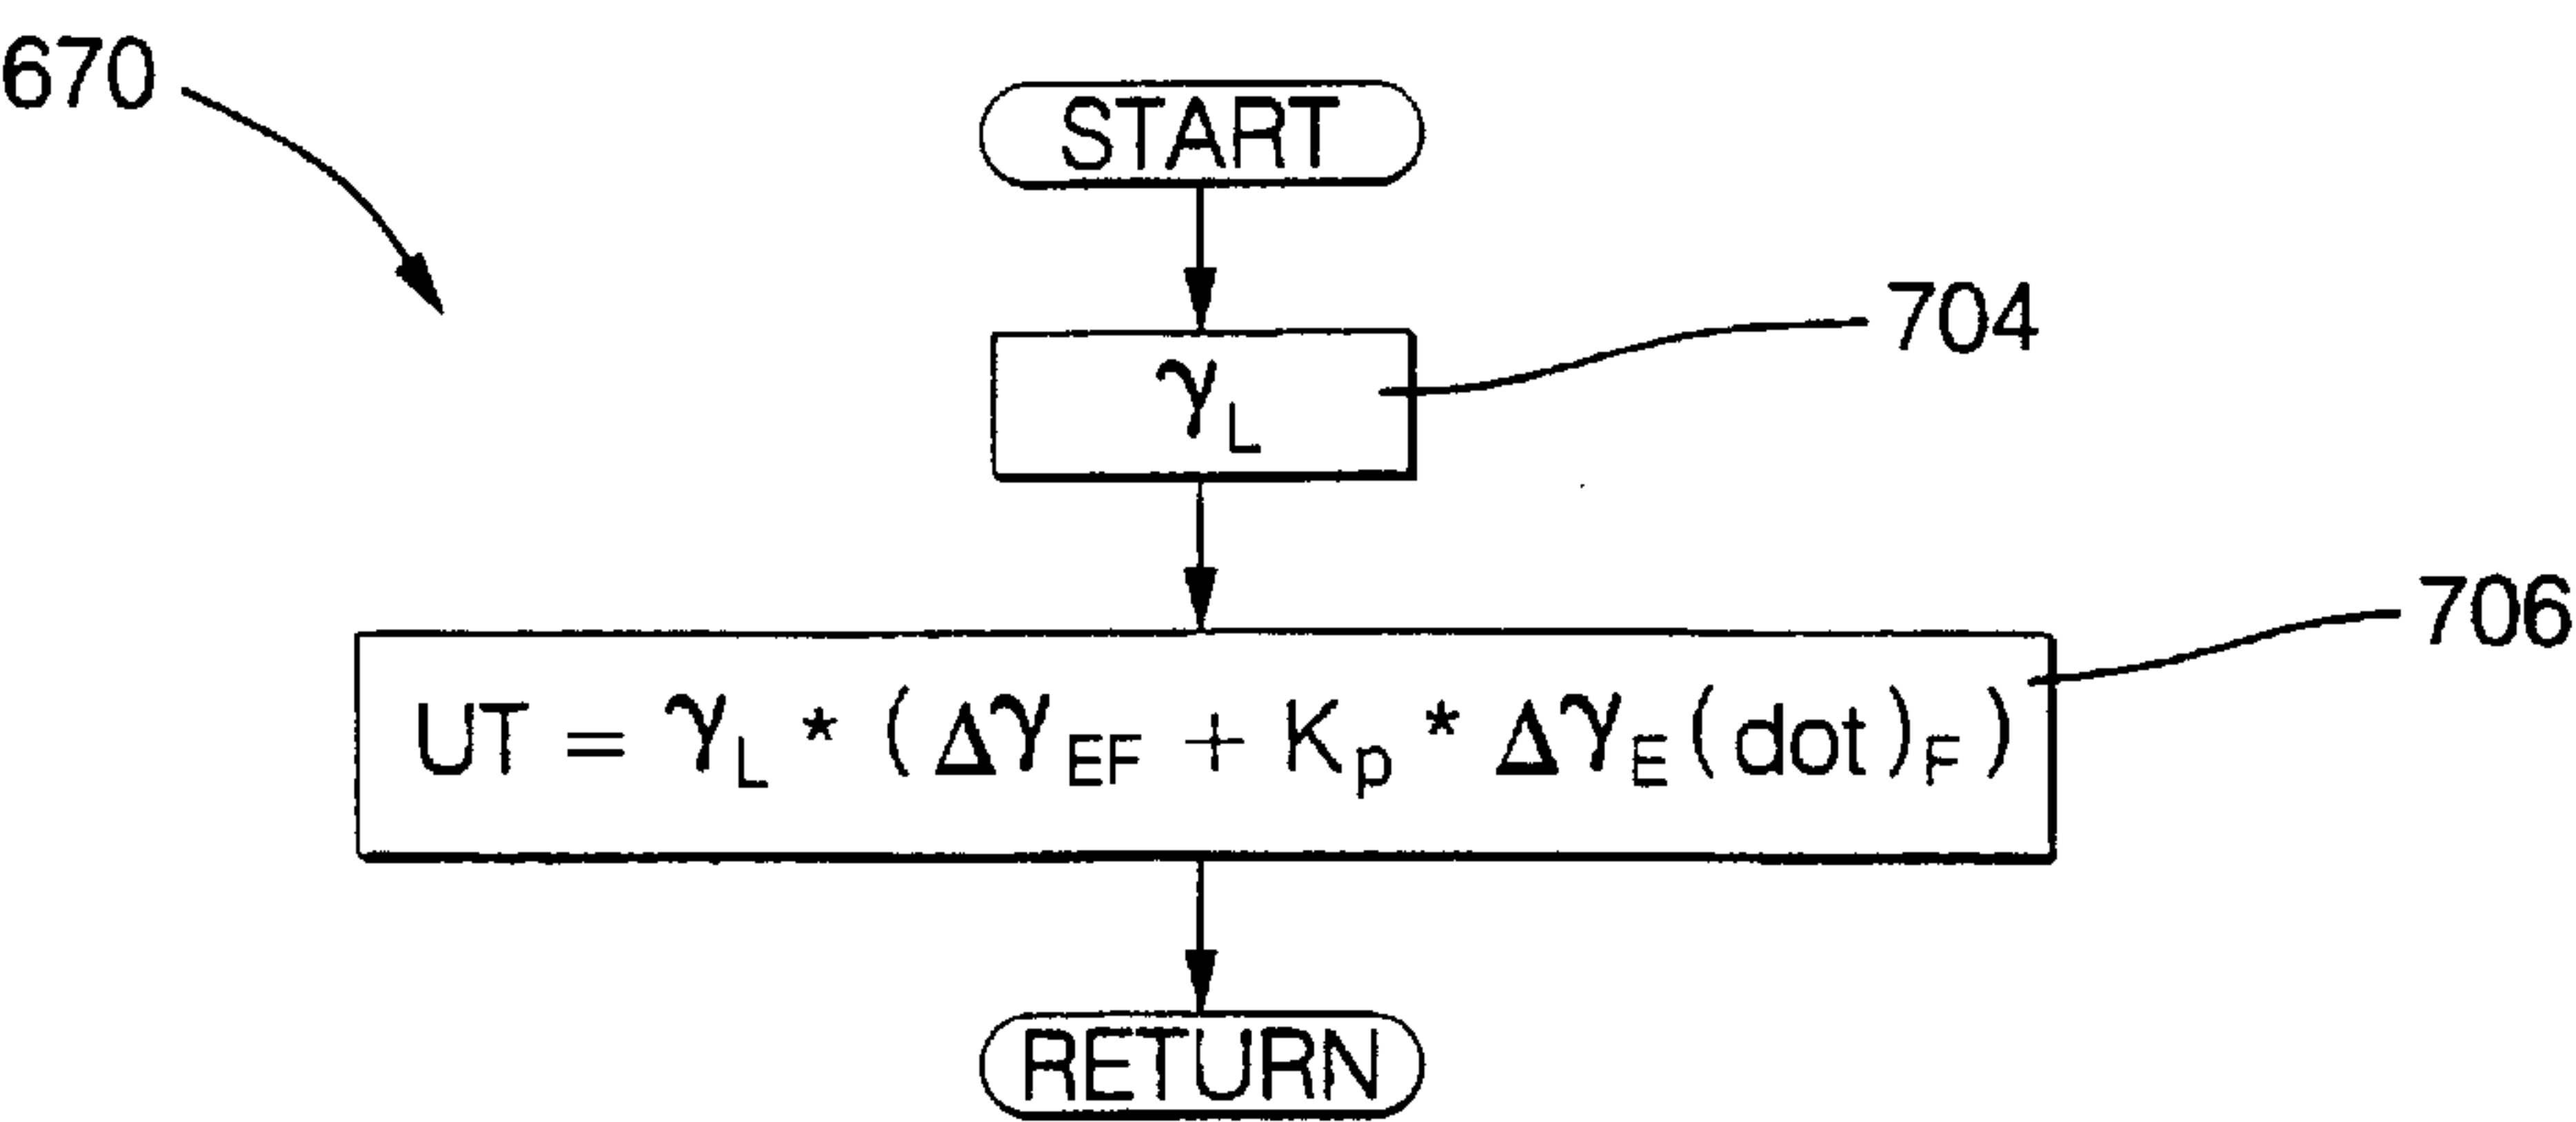 670
START
γL
704
UT = γL * (ΔγEF + Kp * ΔγE(dot)F)
706
RETURN